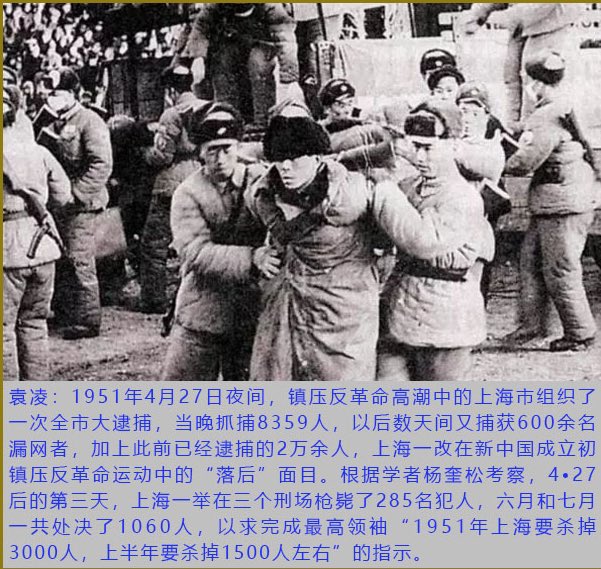 袁凌：1951年4月27日夜间，镇压反革命高潮中的上海市组织了
一次全市大逮捕，当晚抓捕8359人，以后数天间又捕获600余名
漏网者，加上此前已经逮捕的2万余人，上海一改在新中国成立初
镇压反革命运动中的“落后”面目。根据学者杨奎松考察，4•27
后的第三天，上海一举在三个刑场枪毙了285名犯人，六月和七月
一共处决了1060人，以求完成最高领袖“1951年上海要杀掉
3000人，上半年要杀掉1500人左右”的指示。